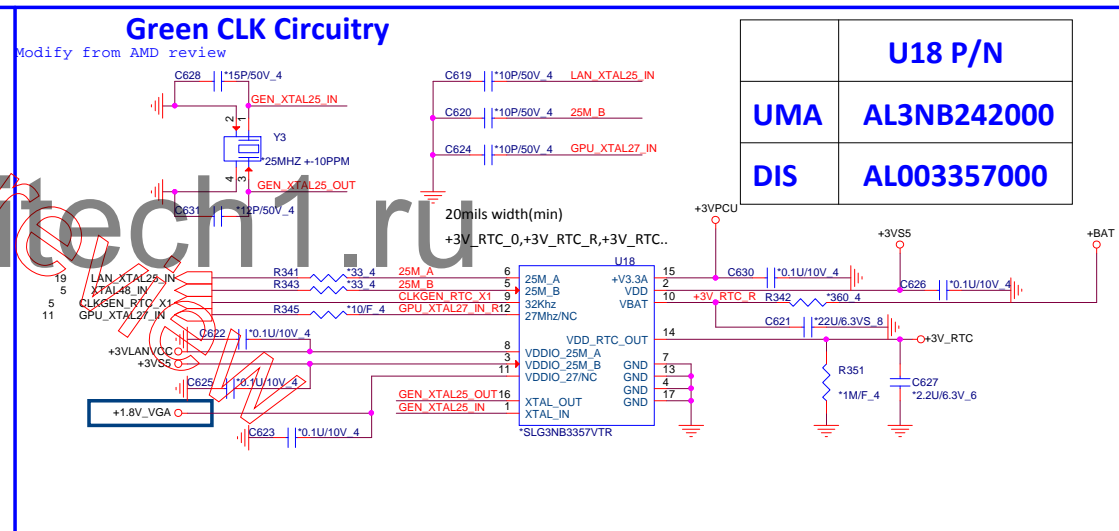 Green CLK Circuitry
Modify from AMD review
U18 P/N
UMA AL3NB242000
DIS AL003357000
C628 *15P/50V_4
GEN_XTAL25_IN
2 1
Y3
*25MHZ +-10PPM
4 3
GEN_XTAL25_OUT
C631 *12P/50V_4
C619 *10P/50V_4 LAN_XTAL25_IN
C620 *10P/50V_4 25M_B
C624 *10P/50V_4 GPU_XTAL27_IN
itech1.ru
20mils width(min)
+3V_RTC_0,+3V_RTC_R,+3V_RTC..
19 LAN_XTAL25_IN
5 XTAL48_IN
5 CLKGEN_RTC_X1
11 GPU_XTAL27_IN
R341 *33_4 25M_A 6
R343 *33_4 25M_B 5
CLKGEN_RTC_X1 9
R345 *10/F_4 GPU_XTAL27_IN_R 12
C622 *0.1U/10V_4
+3VLANVCC 8
+3VS5 3
11
C625 *0.1U/10V_4
+1.8V_VGA
C623 *0.1U/10V_4
GEN_XTAL25_OUT 16
GEN_XTAL25_IN 1
U18
25M_A
25M_B
32Khz
27Mhz/NC
VDDIO_25M_A
VDDIO_25M_B
VDDIO_27/NC
XTAL_OUT
XTAL_IN
+V3.3A 15
VDD 2
VBAT 10
VDD_RTC_OUT 14
GND 7
GND 13
GND 4
GND 17
*SLG3NB3357VTR
+3VPCU
C630 *0.1U/10V_4
+3VS5
C626 *0.1U/10V_4
+BAT
+3V_RTC_R R342 *360_4
C621 *22U/6.3VS_8
+3V_RTC
R351
*1M/F_4
C627
*2.2U/6.3V_6